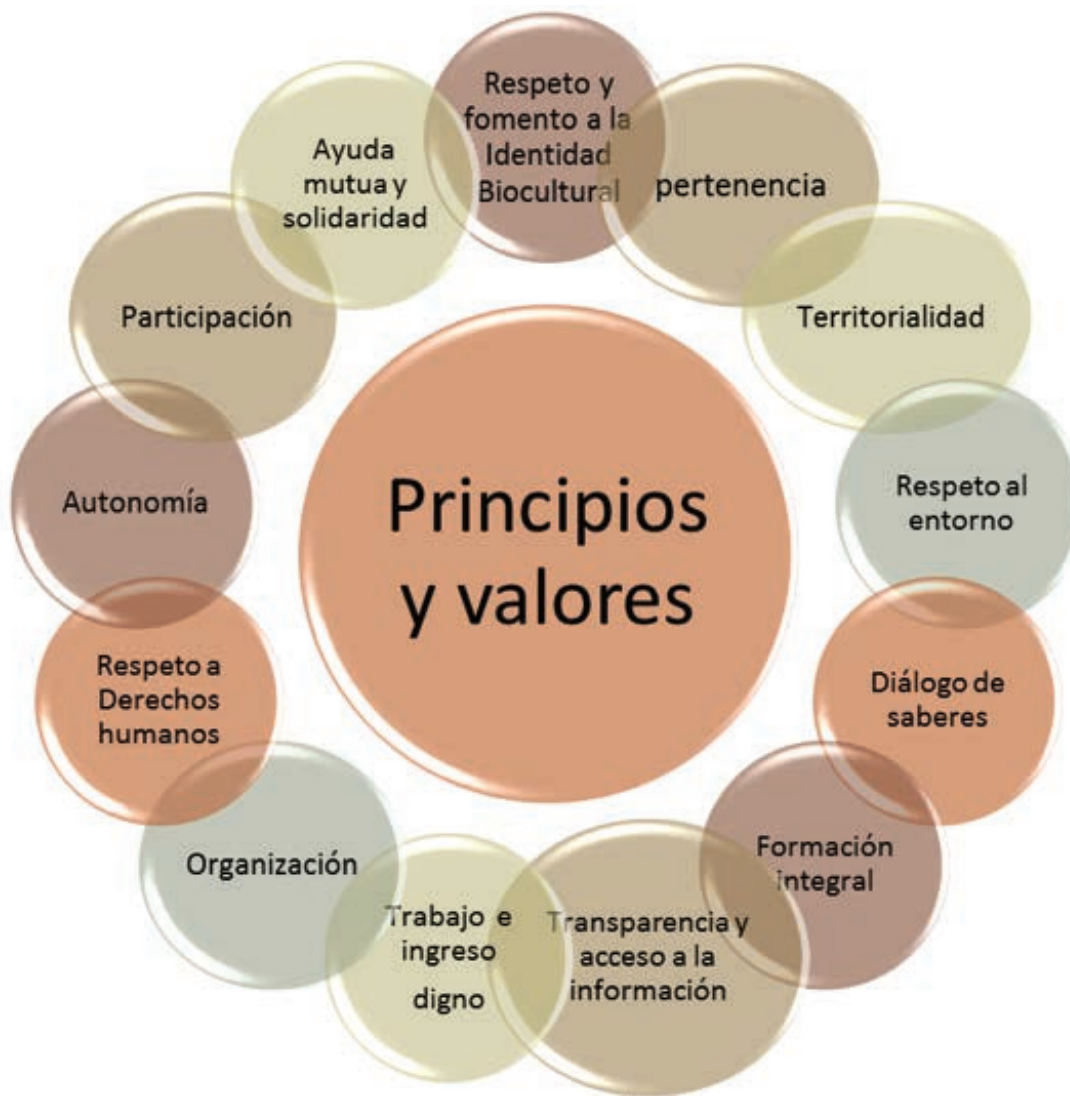 Respeto y
fomento a la
Identidad
Biocultural
pertenencia
Territorialidad
Respeto al
entorno
Diálogo de
saberes
Formación
integral
Transparencia y
acceso a la
información
Trabajo e
ingreso
digno
Organización
Respeto a
Derechos
humanos
Autonomía
Participación
Ayuda
mutua y
solidaridad
Principios
y valores